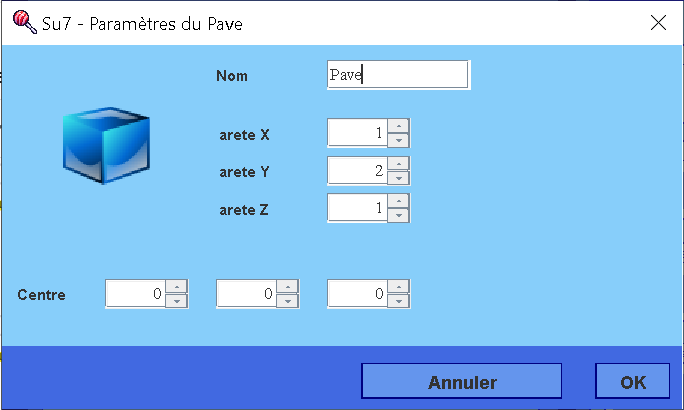 Su7 - Paramètres du Pave
Nom Pave
arete X 1
arete Y 2
arete Z 1
Centre 0 0 0
Annuler OK